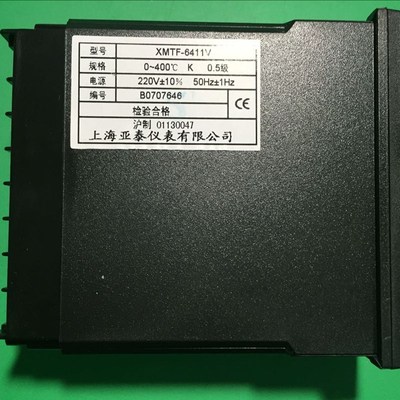 型号 XMTF-6411V
规格 0~400℃ K 0.5级
电源 220V±10% 50Hz±1Hz
编号 B0707646
检验合格
沪制 01130047
上海亚泰仪表有限公司
CE